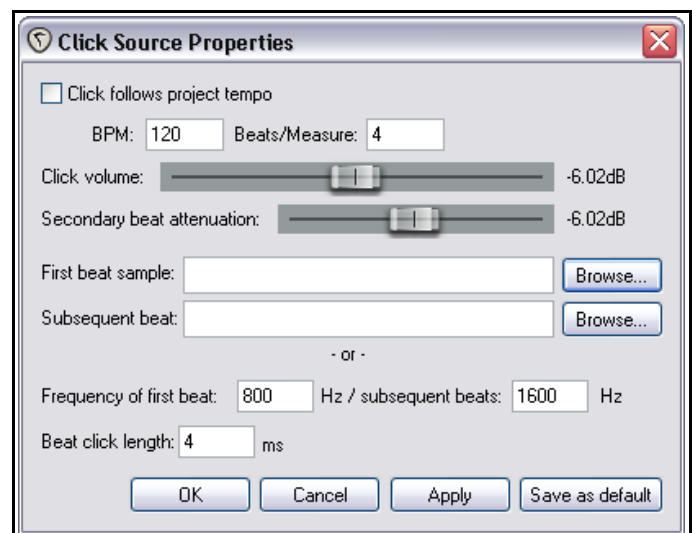 Click Source Properties
Click follows project tempo
BPM: 120 Beats/Measure: 4
Click volume: -6.02dB
Secondary beat attenuation: -6.02dB
First beat sample: Browse...
Subsequent beat: Browse...
- or -
Frequency of first beat: 800 Hz / subsequent beats: 1600 Hz
Beat click length: 4 ms
OK Cancel Apply Save as default